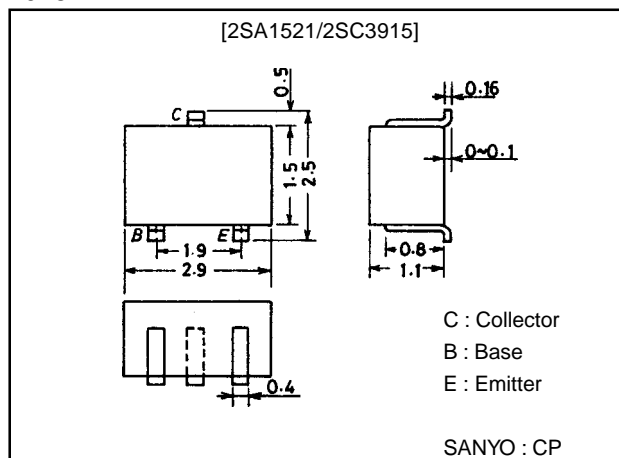 [2SA1521/2SC3915]
0.5
0.16
C
1.5
2.5
0~0.1
B
E
1.9
2.9
0.8
1.1
0.4
C : Collector
B : Base
E : Emitter
SANYO : CP